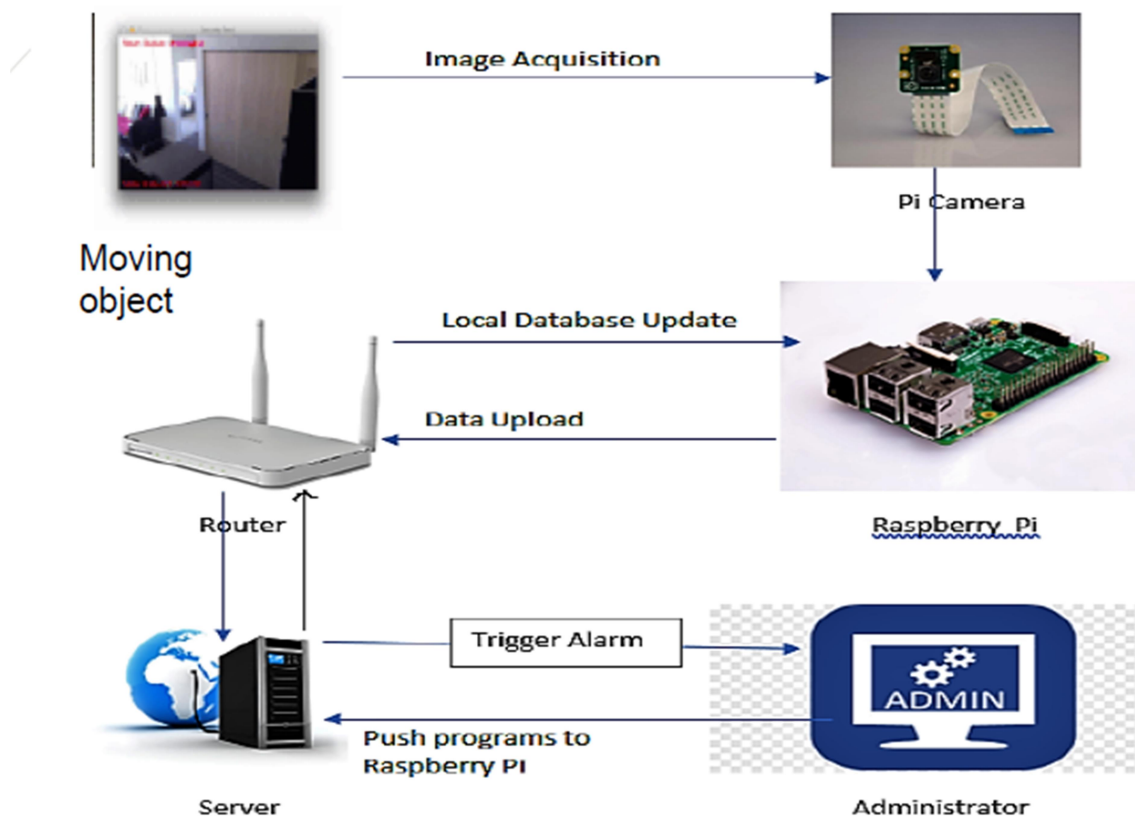 Image Acquisition
Pi Camera
Moving
object
Local Database Update
Data Upload
Router
Raspberry Pi
Trigger Alarm
ADMIN
Push programs to
Raspberry PI
Server
Administrator